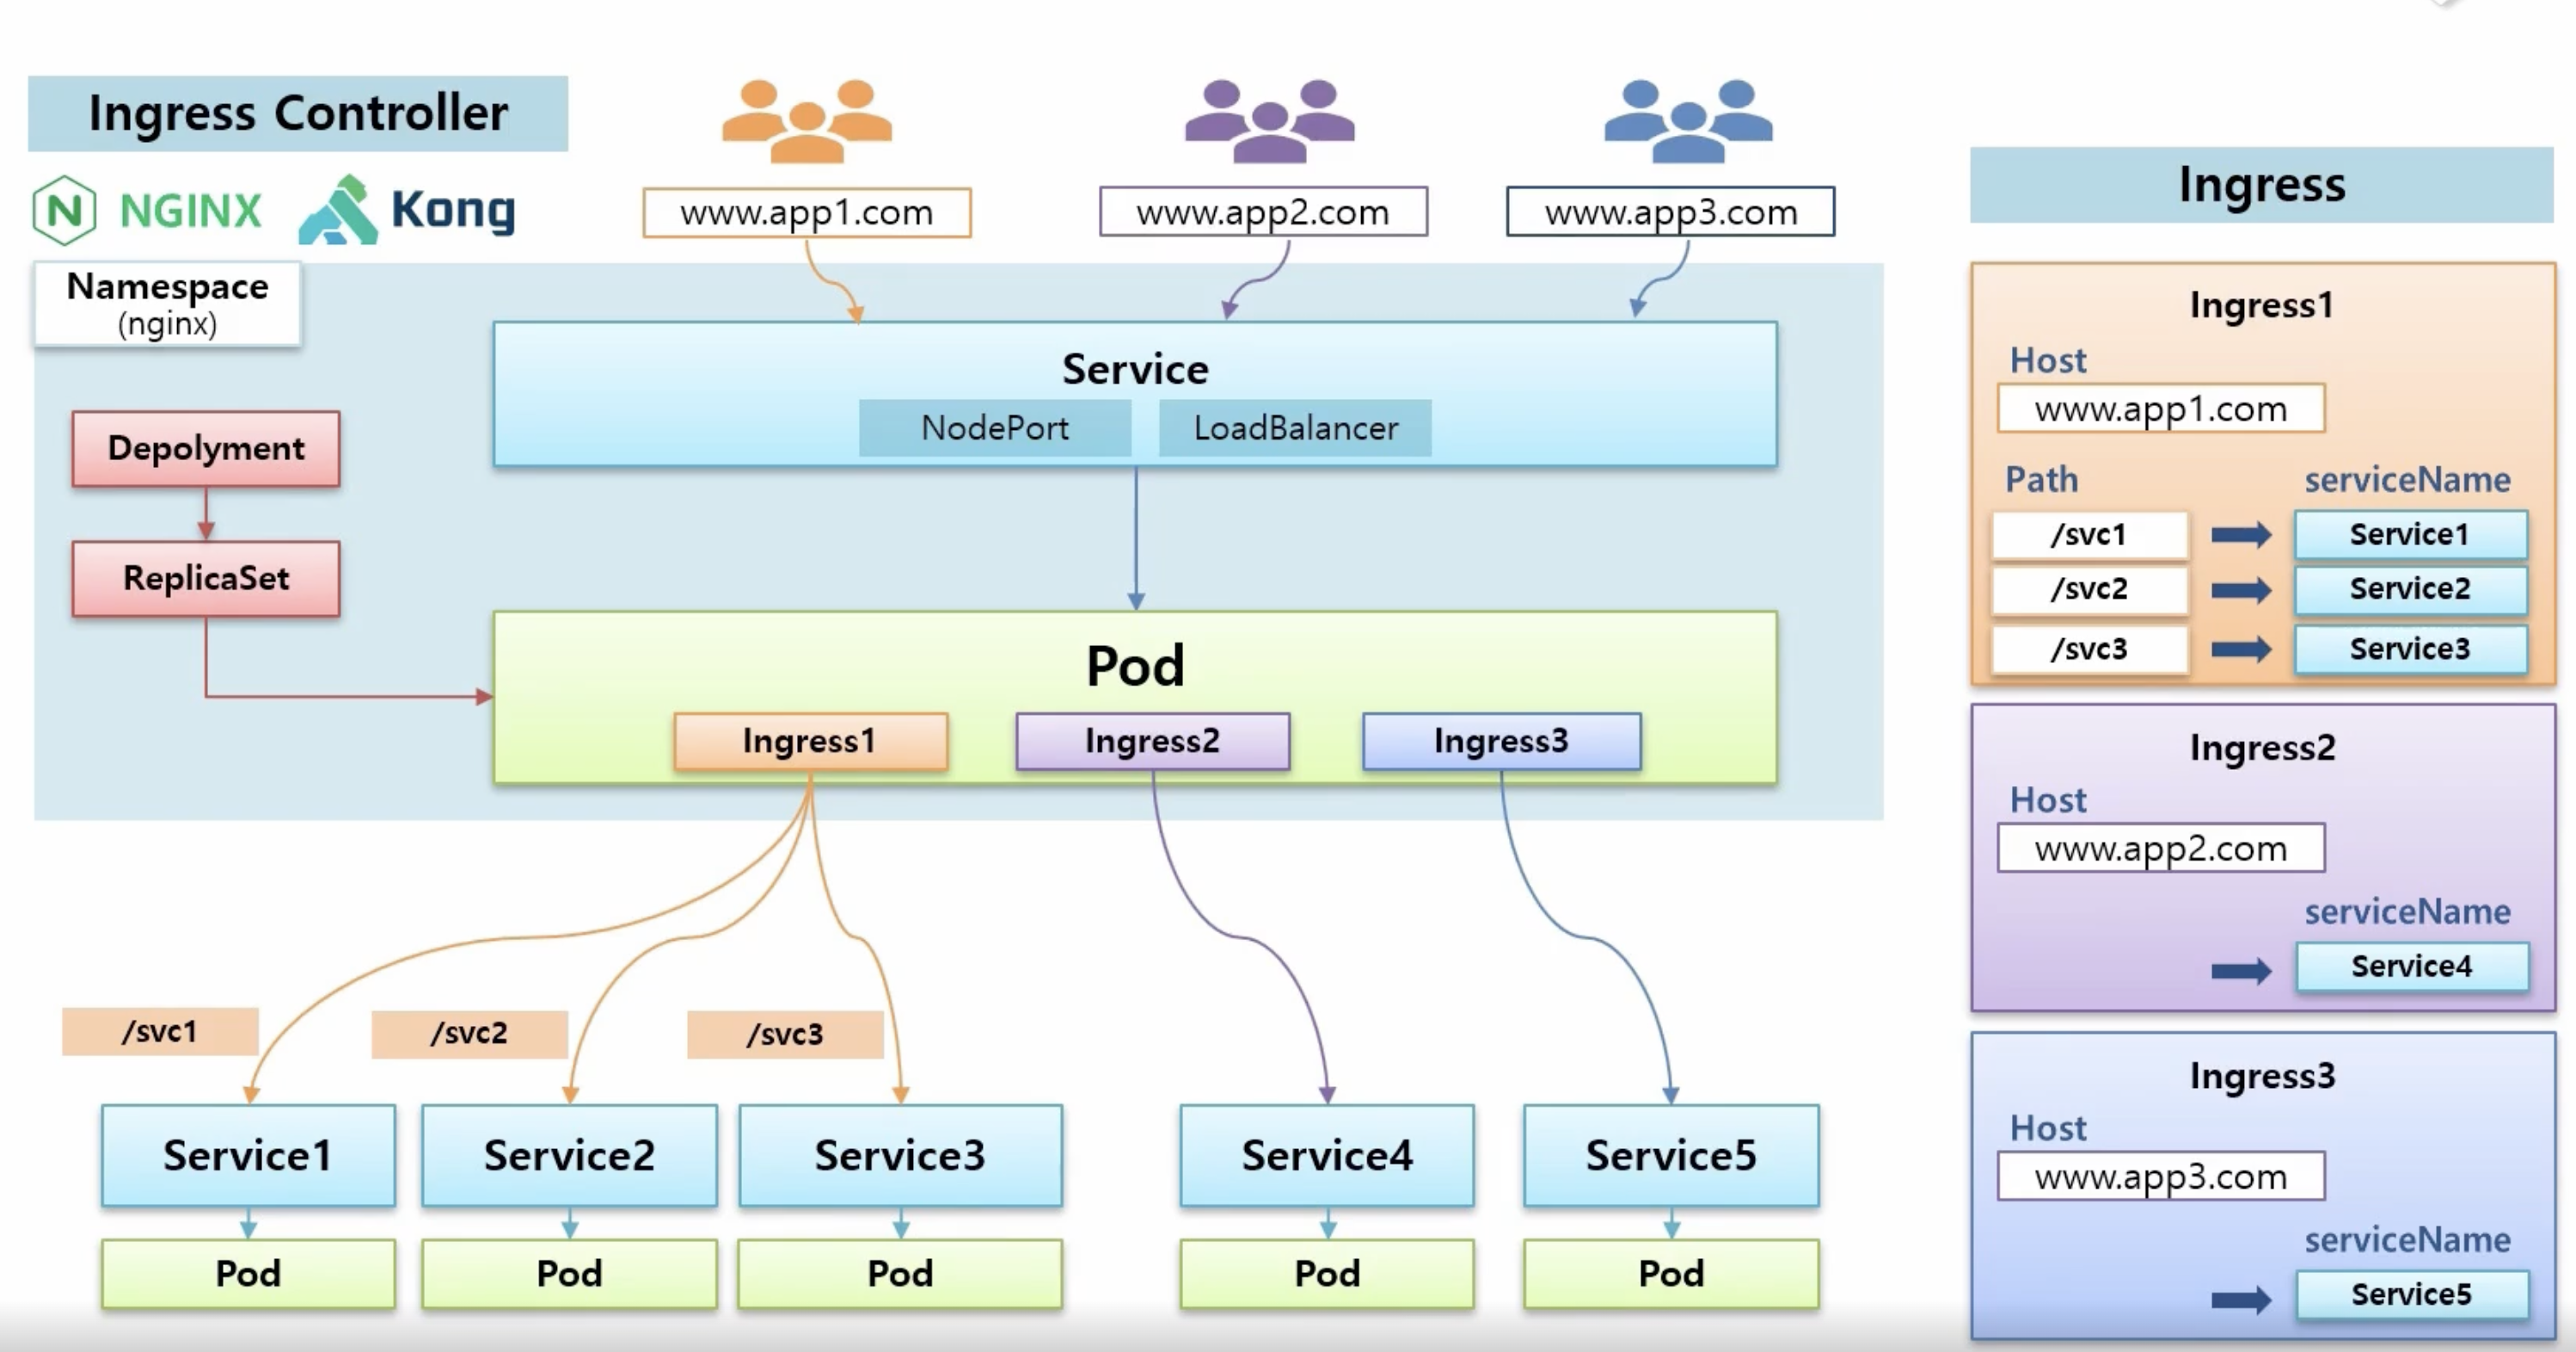 Ingress Controller
NGINX
Kong
www.app1.com
www.app2.com
www.app3.com
Namespace
(nginx)
Service
NodePort
LoadBalancer
Depolyment
ReplicaSet
Pod
Ingress1
Ingress2
Ingress3
/svc1
/svc2
/svc3
Service1
Service2
Service3
Service4
Service5
Pod
Pod
Pod
Pod
Pod
Ingress
Ingress1
Host
www.app1.com
Path
serviceName
/svc1
Service1
/svc2
Service2
/svc3
Service3
Ingress2
Host
www.app2.com
serviceName
Service4
Ingress3
Host
www.app3.com
serviceName
Service5